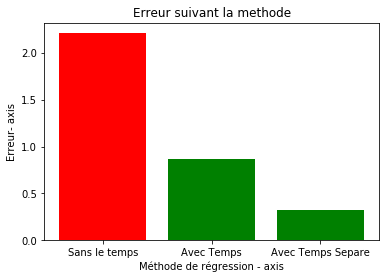 Erreur suivant la methode
Erreur- axis
2.0
1.5
1.0
0.5
0.0
Sans le temps
Avec Temps
Avec Temps Separe
Méthode de régression - axis